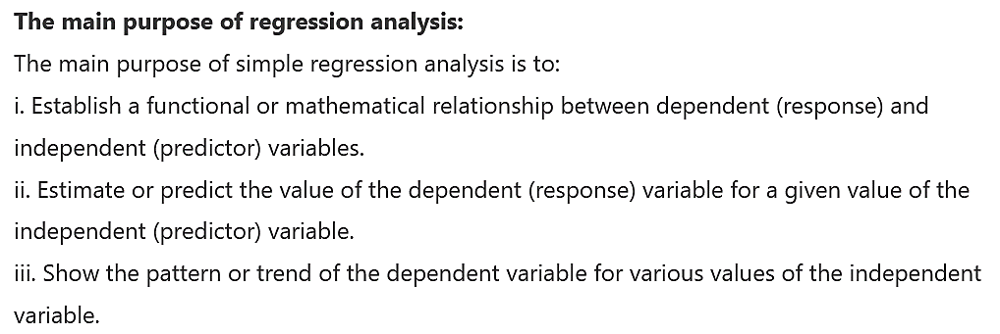 The main purpose of regression analysis:
The main purpose of simple regression analysis is to:
i. Establish a functional or mathematical relationship between dependent (response) and
independent (predictor) variables.
ii. Estimate or predict the value of the dependent (response) variable for a given value of the
independent (predictor) variable.
iii. Show the pattern or trend of the dependent variable for various values of the independent
variable.